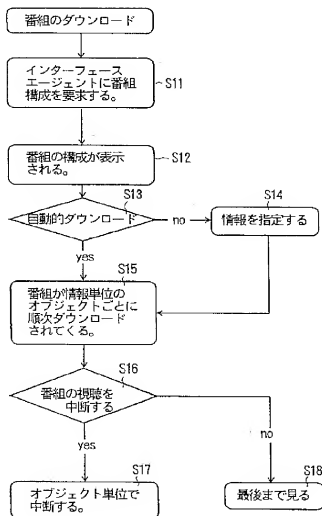 番組のダウンロード
インターフェース
エージェントに番組
構成を要求する。
S11
番組の構成が表示
される。
S12
S13
自動的ダウンロード
no
S14
情報を指定する
yes
S15
番組が情報単位の
オブジェクトごとに
順次ダウンロード
されてくる。
S16
番組の視聴を
中断する
yes
no
S17
オブジェクト単位で
中断する。
S18
最後まで見る